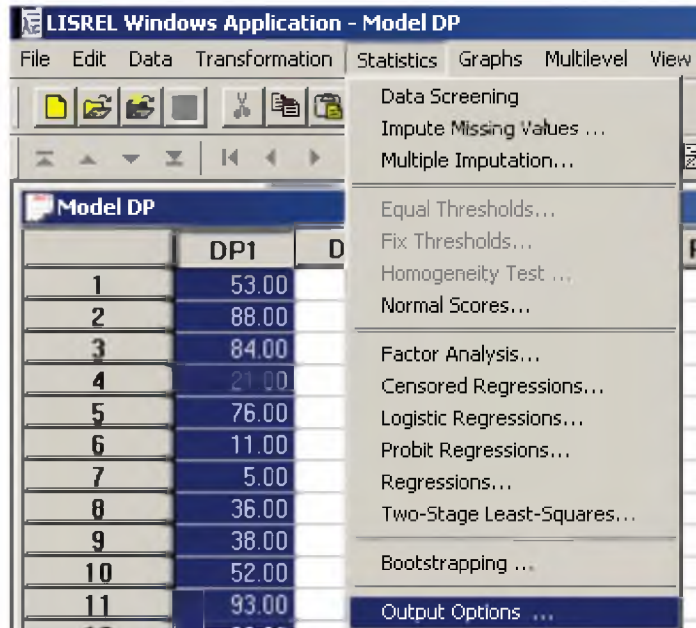 LISREL Windows Application - Model DP
File Edit Data Transformation Statistics Graphs Multilevel View
Data Screening
Impute Missing Values ...
Multiple Imputation...
Model DP
Equal Thresholds...
DP1 D
Fix Thresholds...
1 53.00
Homogeneity Test ...
2 88.00
Normal Scores...
3 84.00
Factor Analysis...
4 21.00
Censored Regressions...
5 76.00
Logistic Regressions...
6 11.00
Probit Regressions...
7 5.00
Regressions...
8 36.00
Two-Stage Least-Squares...
9 38.00
10 52.00
Bootstrapping ...
11 93.00
Output Options ...